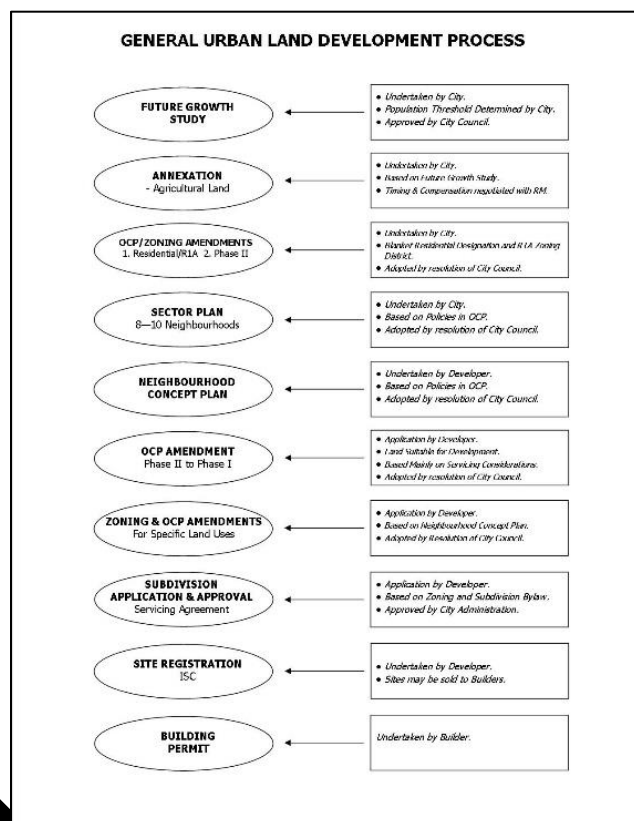 GENERAL URBAN LAND DEVELOPMENT PROCESS
FUTURE GROWTH
STUDY
• Undertaken by City.
• Population Threshold Determined by City.
• Approved by City Council.
ANNEXATION
- Agricultural Land
• Undertaken by City.
• Based on Future Growth Study.
• Timing & Compensation negotiated with RM.
OCP/ZONING AMENDMENTS
1. Residential/R1A 2. Phase II
• Undertaken by City.
• Blanket Residential Designation and R1A Zoning
District.
• Adopted by resolution of City Council.
SECTOR PLAN
8—10 Neighbourhoods
• Undertaken by City.
• Based on Policies in OCP.
• Adopted by resolution of City Council.
NEIGHBOURHOOD
CONCEPT PLAN
• Undertaken by Developer.
• Based on Policies in OCP.
• Adopted by resolution of City Council.
OCP AMENDMENT
Phase II to Phase I
• Application by Developer.
• Land Suitable for Development.
• Based Mainly on Servicing Considerations.
• Adopted by resolution of City Council.
ZONING & OCP AMENDMENTS
For Specific Land Uses
• Application by Developer.
• Based on Neighbourhood Concept Plan.
• Adopted by Resolution of City Council.
SUBDIVISION
APPLICATION & APPROVAL
Servicing Agreement
• Application by Developer.
• Based on Zoning and Subdivision Bylaw.
• Approved by City Administration.
SITE REGISTRATION
ISC
• Undertaken by Developer.
• Sites may be sold to Builders.
BUILDING
PERMIT
Undertaken by Builder.